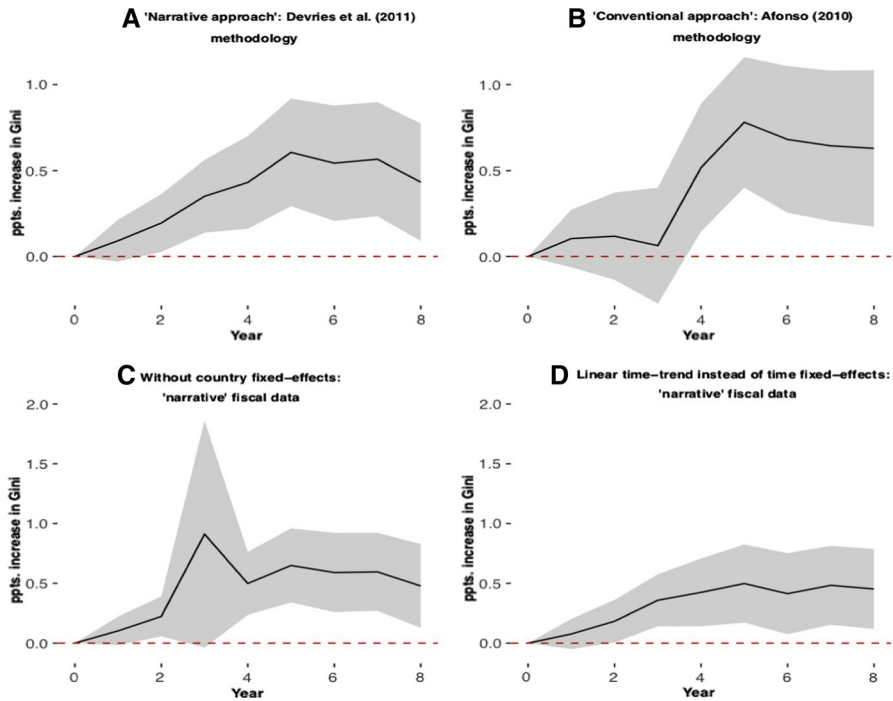 A 'Narrative approach': Devries et al. (2011)
methodology
ppts. increase in Gini
1.0
0.5
0.0
0 2 4 6 8
Year
B 'Conventional approach': Afonso (2010)
methodology
ppts. increase in Gini
1.0
0.5
0.0
0 2 4 6 8
Year
C Without country fixed–effects:
'narrative' fiscal data
ppts. increase in Gini
2.0
1.5
1.0
0.5
0.0
0 2 4 6 8
Year
D Linear time–trend instead of time fixed–effects:
'narrative' fiscal data
ppts. increase in Gini
2.0
1.5
1.0
0.5
0.0
0 2 4 6 8
Year